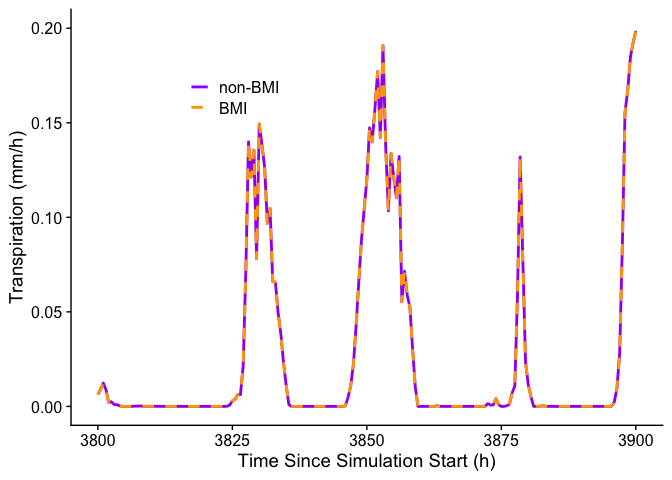 0.20
0.15
0.10
0.05
0.00
Transpiration (mm/h)
non-BMI
BMI
3800 3825 3850 3875 3900
Time Since Simulation Start (h)